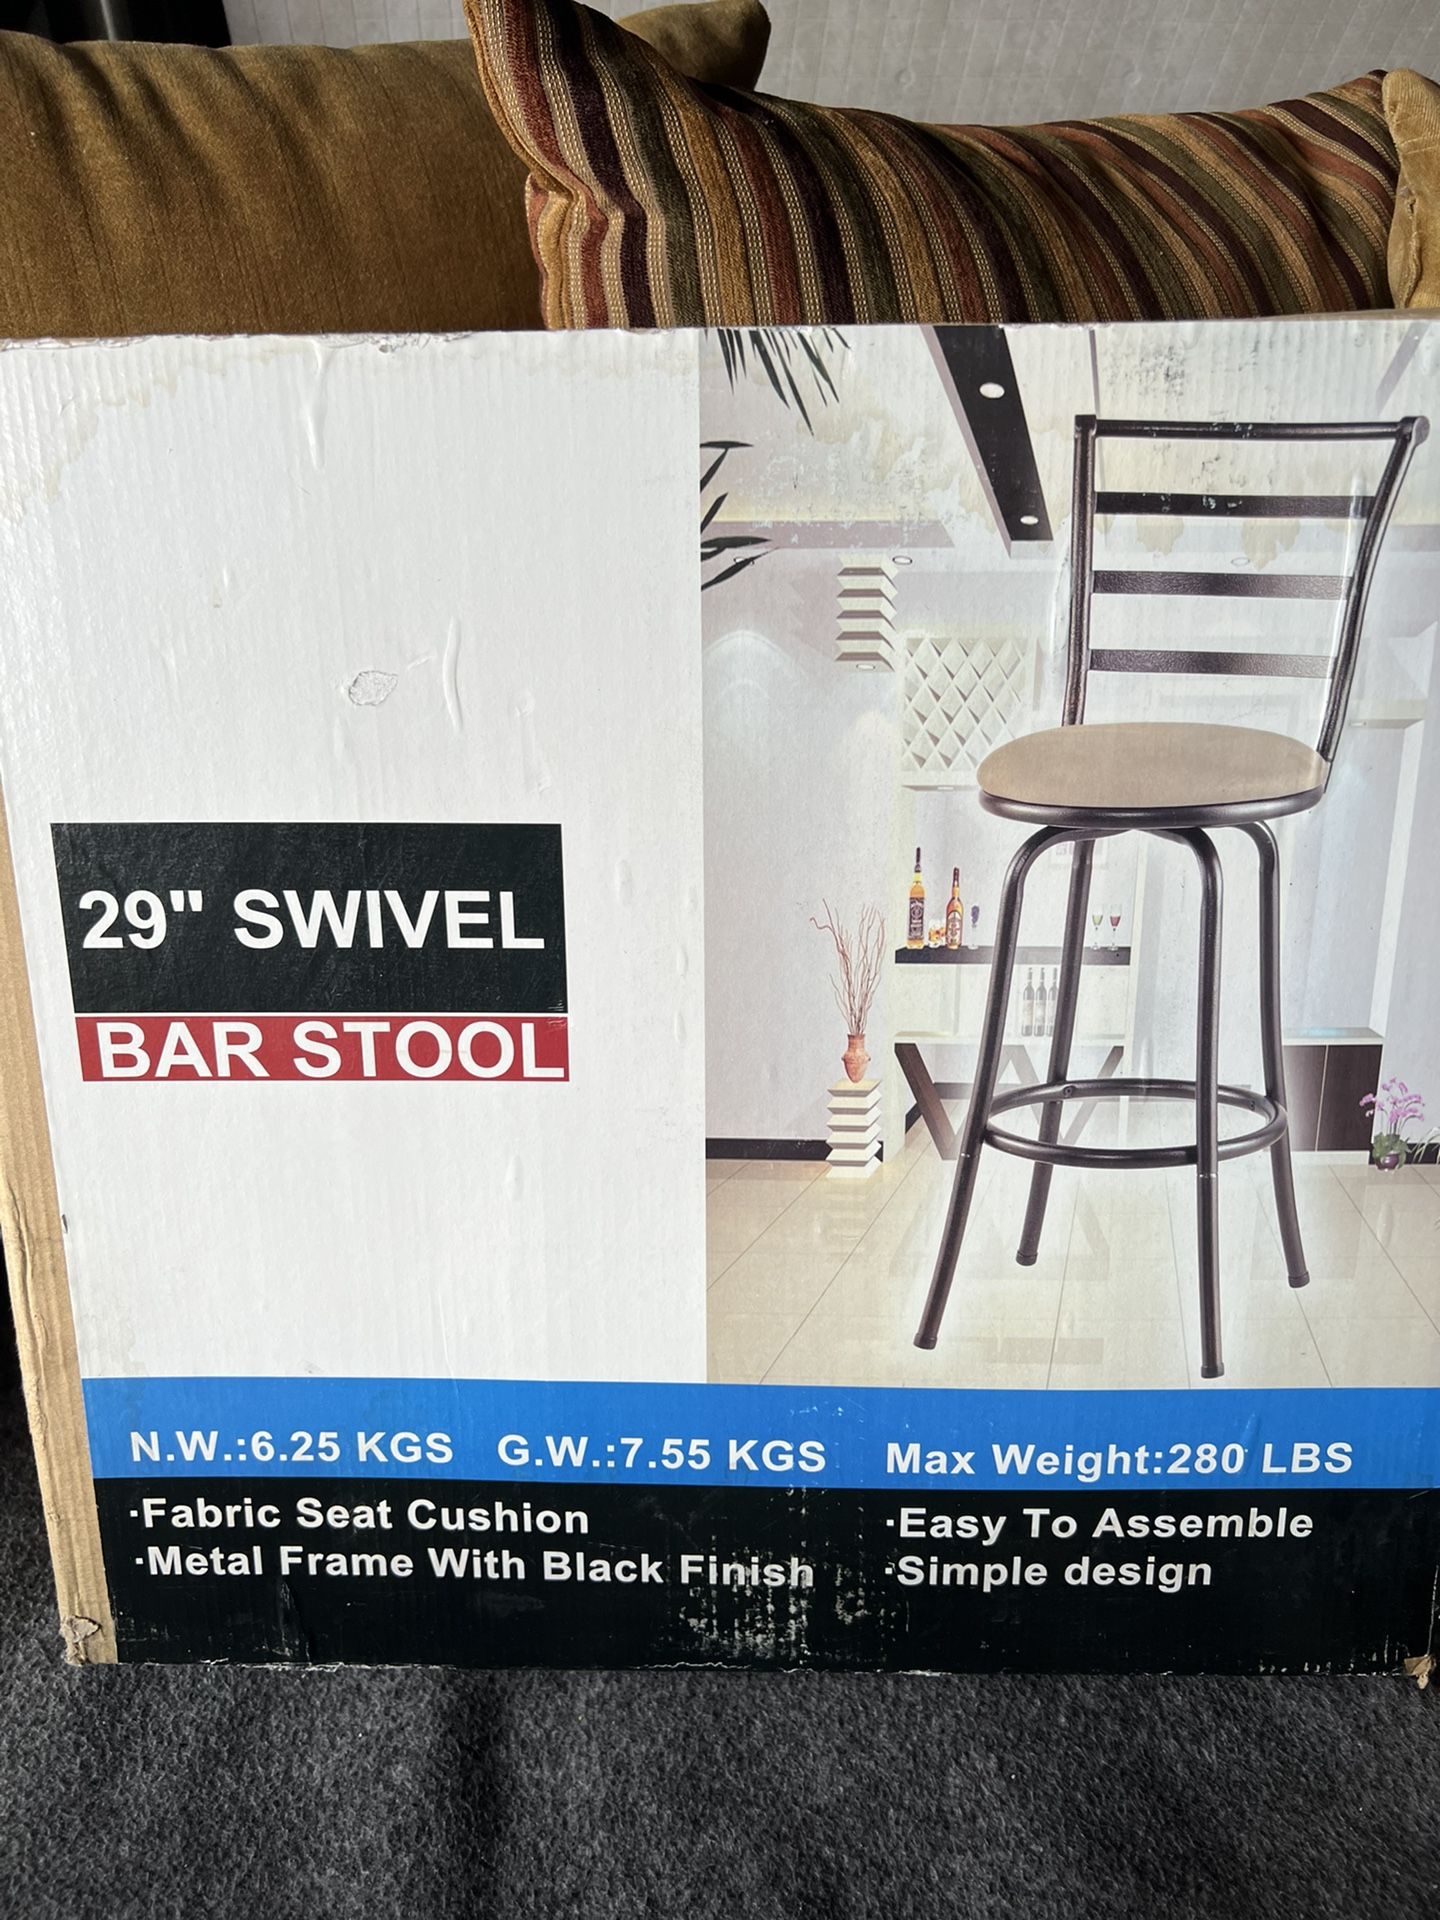 29" SWIVEL
BAR STOOL
N.W.:6.25 KGS G.W.:7.55 KGS Max Weight:280 LBS
·Fabric Seat Cushion
·Metal Frame With Black Finish
·Easy To Assemble
·Simple design